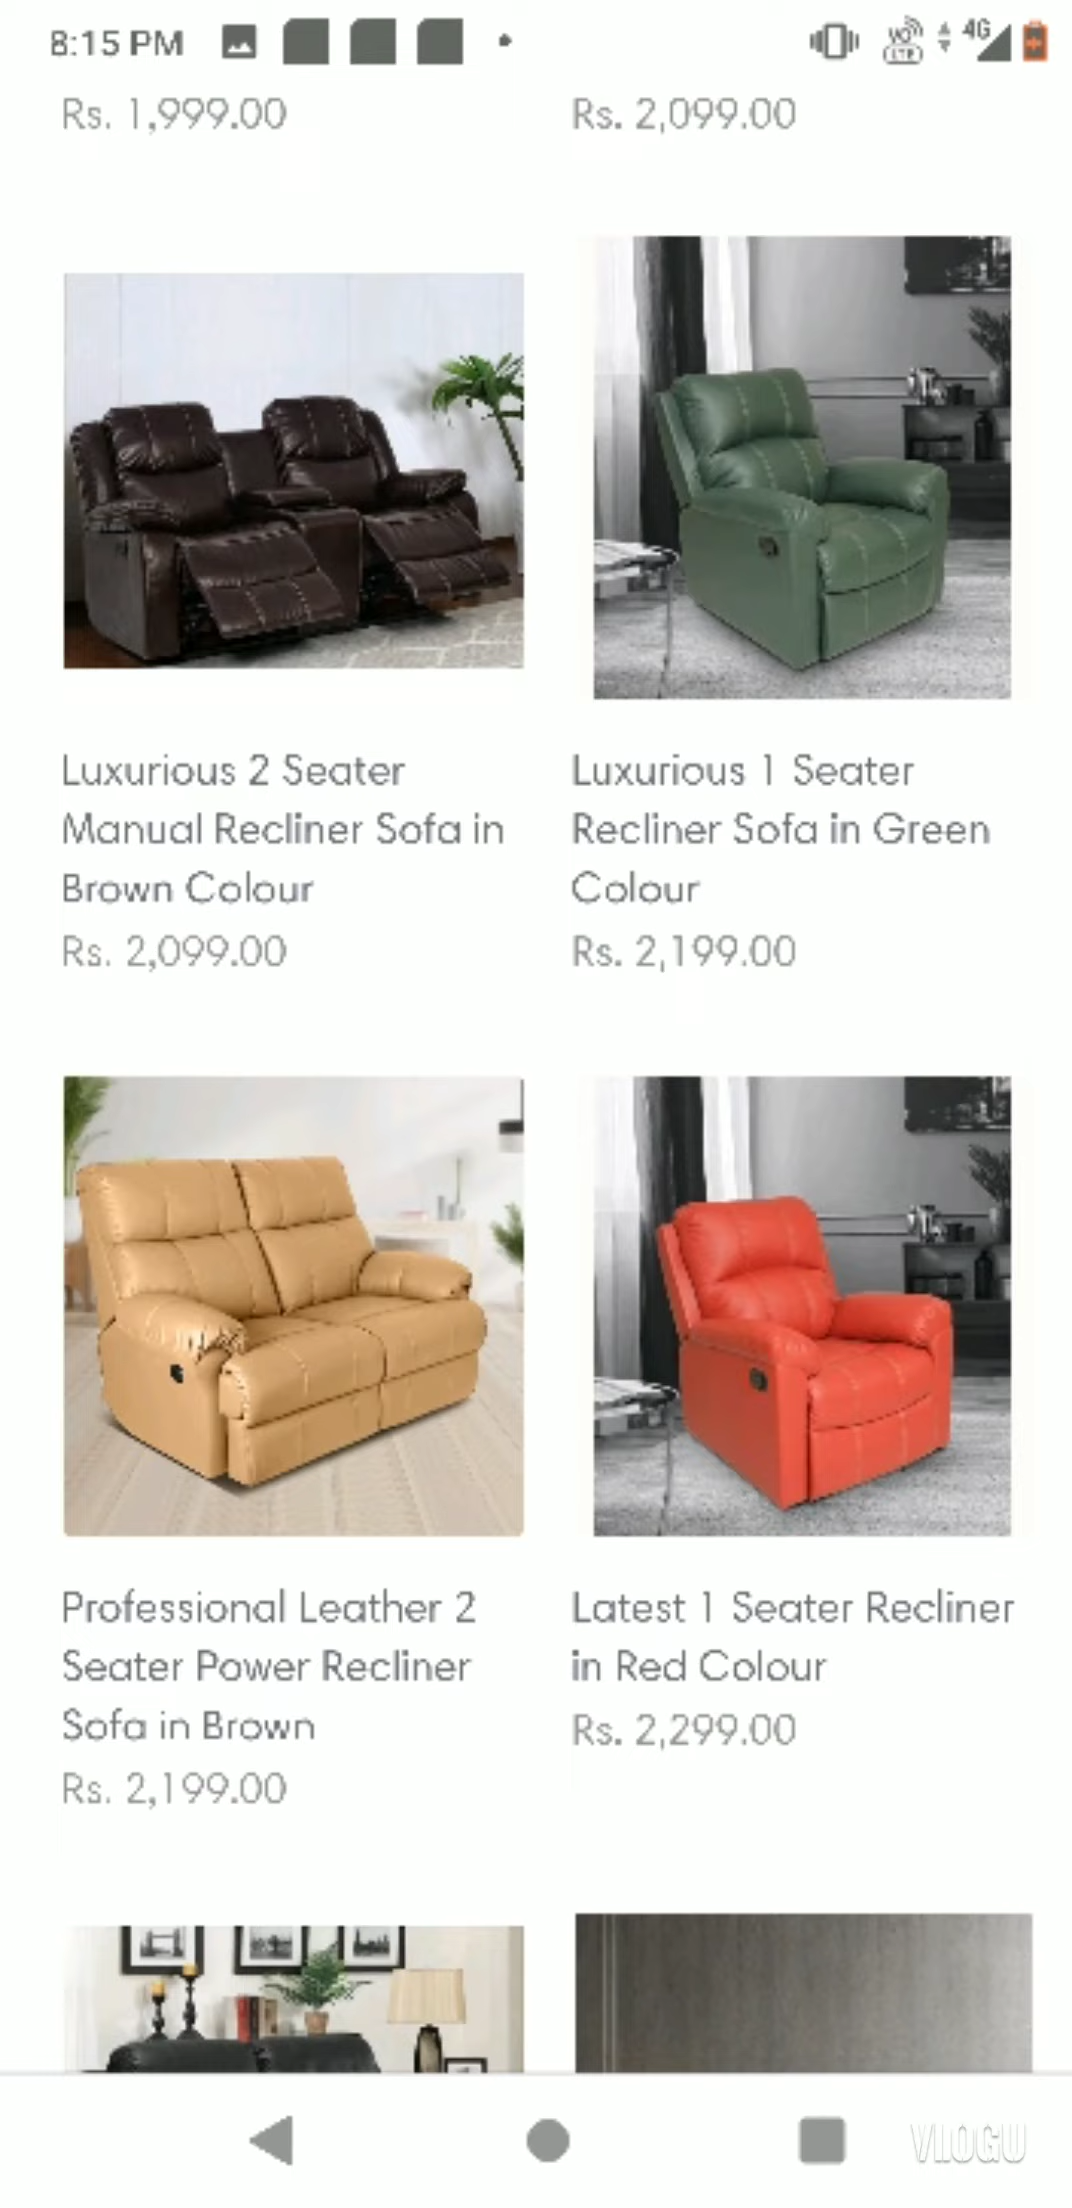 8:15 PM
VO)) LTE 4G
Rs. 1,999.00
Rs. 2,099.00
Luxurious 2 Seater
Manual Recliner Sofa in
Brown Colour
Rs. 2,099.00
Luxurious 1 Seater
Recliner Sofa in Green
Colour
Rs. 2,199.00
Professional Leather 2
Seater Power Recliner
Sofa in Brown
Rs. 2,199.00
Latest 1 Seater Recliner
in Red Colour
Rs. 2,299.00
VLOGU